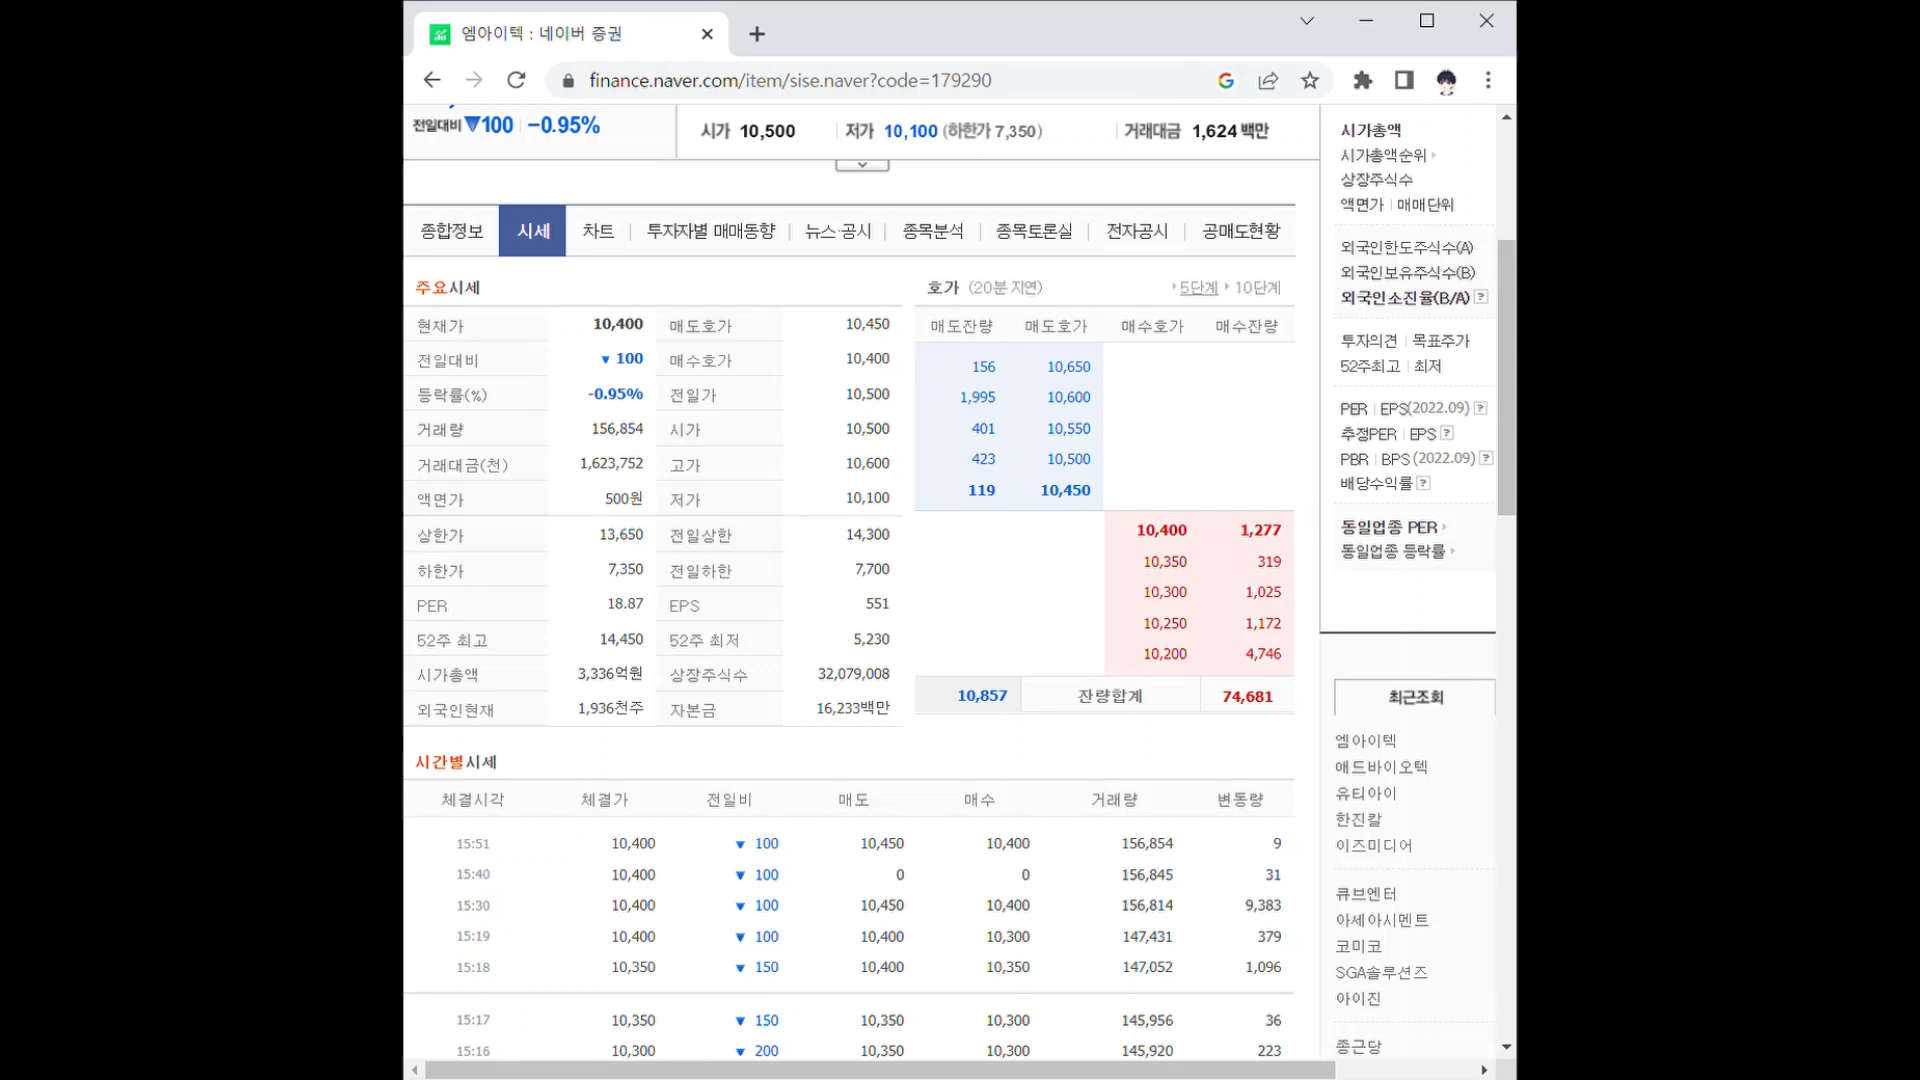 엠아이텍 : 네이버 증권
finance.naver.com/item/sise.naver?code=179290
전일대비 ▼100 −0.95%
시가 10,500 저가 10,100 (하한가 7,350) 거래대금 1,624 백만
종합정보 시세 차트 투자자별 매매동향 뉴스·공시 종목분석 종목토론실 전자공시 공매도현황
주요시세
현재가 10,400 매도호가 10,450
전일대비 ▼ 100 매수호가 10,400
등락률(%) -0.95% 전일가 10,500
거래량 156,854 시가 10,500
거래대금(천) 1,623,752 고가 10,600
액면가 500원 저가 10,100
상한가 13,650 전일상한 14,300
하한가 7,350 전일하한 7,700
PER 18.87 EPS 551
52주 최고 14,450 52주 최저 5,230
시가총액 3,336억원 상장주식수 32,079,008
외국인현재 1,936천주 자본금 16,233백만
호가 (20분 지연) 5단계 10단계
매도잔량 매도호가 매수호가 매수잔량
156 10,650
1,995 10,600
401 10,550
423 10,500
119 10,450
10,400 1,277
10,350 319
10,300 1,025
10,250 1,172
10,200 4,746
10,857 잔량합계 74,681
시간별시세
체결시각 체결가 전일비 매도 매수 거래량 변동량
15:51 10,400 ▼ 100 10,450 10,400 156,854 9
15:40 10,400 ▼ 100 0 0 156,845 31
15:30 10,400 ▼ 100 10,450 10,400 156,814 9,383
15:19 10,400 ▼ 100 10,400 10,300 147,431 379
15:18 10,350 ▼ 150 10,400 10,350 147,052 1,096
15:17 10,350 ▼ 150 10,350 10,300 145,956 36
15:16 10,300 ▼ 200 10,350 10,300 145,920 223
시가총액
시가총액순위
상장주식수
액면가 | 매매단위
외국인한도주식수(A)
외국인보유주식수(B)
외국인소진율(B/A) ?
투자의견 | 목표주가
52주최고 | 최저
PER | EPS(2022.09) ?
추정PER | EPS ?
PBR | BPS (2022.09) ?
배당수익률 ?
동일업종 PER
동일업종 등락률
최근조회
엠아이텍
애드바이오텍
유티아이
한진칼
이즈미디어
큐브엔터
아세아시멘트
코미코
SGA솔루션즈
아이진
종근당